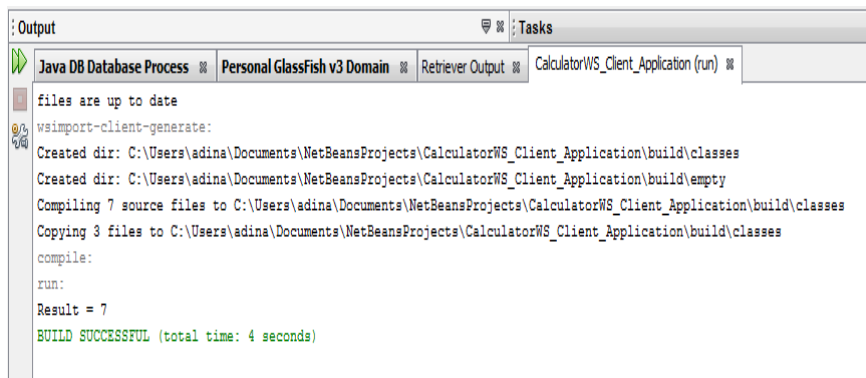 Output Tasks
Java DB Database Process Personal GlassFish v3 Domain Retriever Output CalculatorWS_Client_Application (run)
files are up to date
wsimport-client-generate:
Created dir: C:\Users\adina\Documents\NetBeansProjects\CalculatorWS_Client_Application\build\classes
Created dir: C:\Users\adina\Documents\NetBeansProjects\CalculatorWS_Client_Application\build\empty
Compiling 7 source files to C:\Users\adina\Documents\NetBeansProjects\CalculatorWS_Client_Application\build\classes
Copying 3 files to C:\Users\adina\Documents\NetBeansProjects\CalculatorWS_Client_Application\build\classes
compile:
run:
Result = 7
BUILD SUCCESSFUL (total time: 4 seconds)